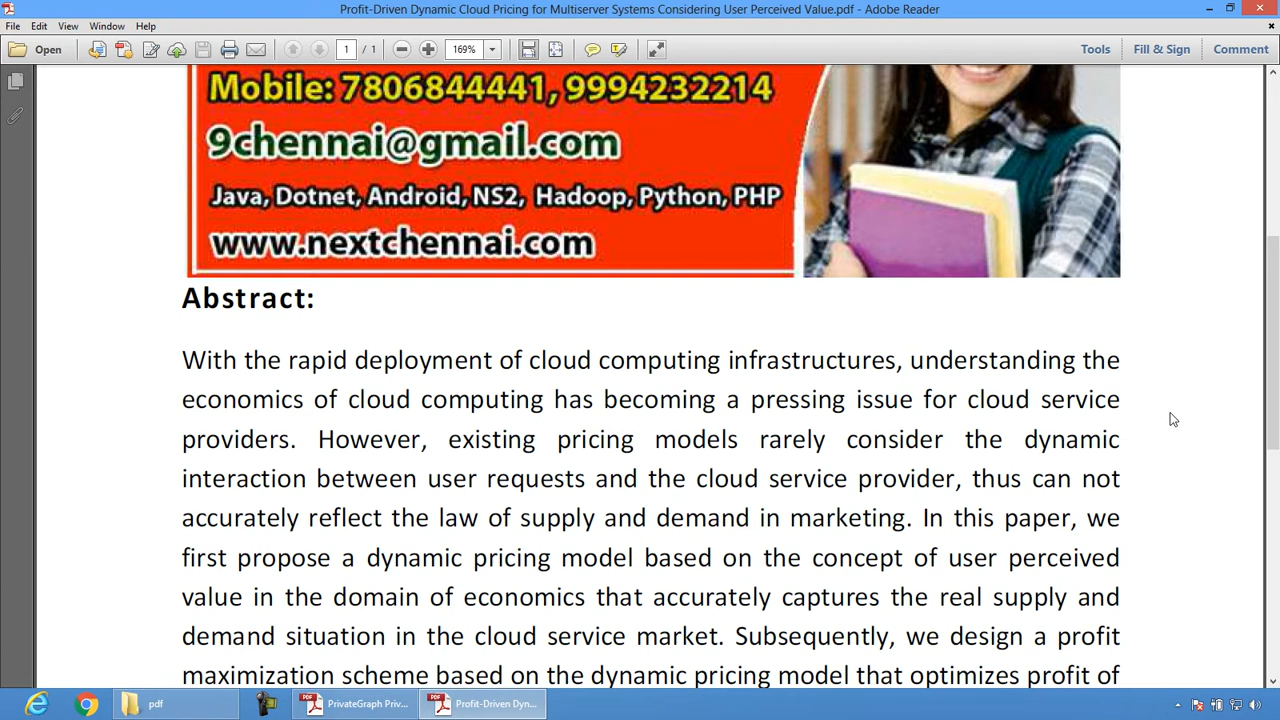 Profit-Driven Dynamic Cloud Pricing for Multiserver Systems Considering User Perceived Value.pdf - Adobe Reader
File Edit View Window Help
Open 1 / 1 169% Tools Fill & Sign Comment
Mobile: 7806844441, 9994232214
9chennai@gmail.com
Java, Dotnet, Android, NS2, Hadoop, Python, PHP
www.nextchennai.com
Abstract:
With the rapid deployment of cloud computing infrastructures, understanding the
economics of cloud computing has becoming a pressing issue for cloud service
providers. However, existing pricing models rarely consider the dynamic
interaction between user requests and the cloud service provider, thus can not
accurately reflect the law of supply and demand in marketing. In this paper, we
first propose a dynamic pricing model based on the concept of user perceived
value in the domain of economics that accurately captures the real supply and
demand situation in the cloud service market. Subsequently, we design a profit
maximization scheme based on the dynamic pricing model that optimizes profit of
pdf PrivateGraph Priv... Profit-Driven Dyn...